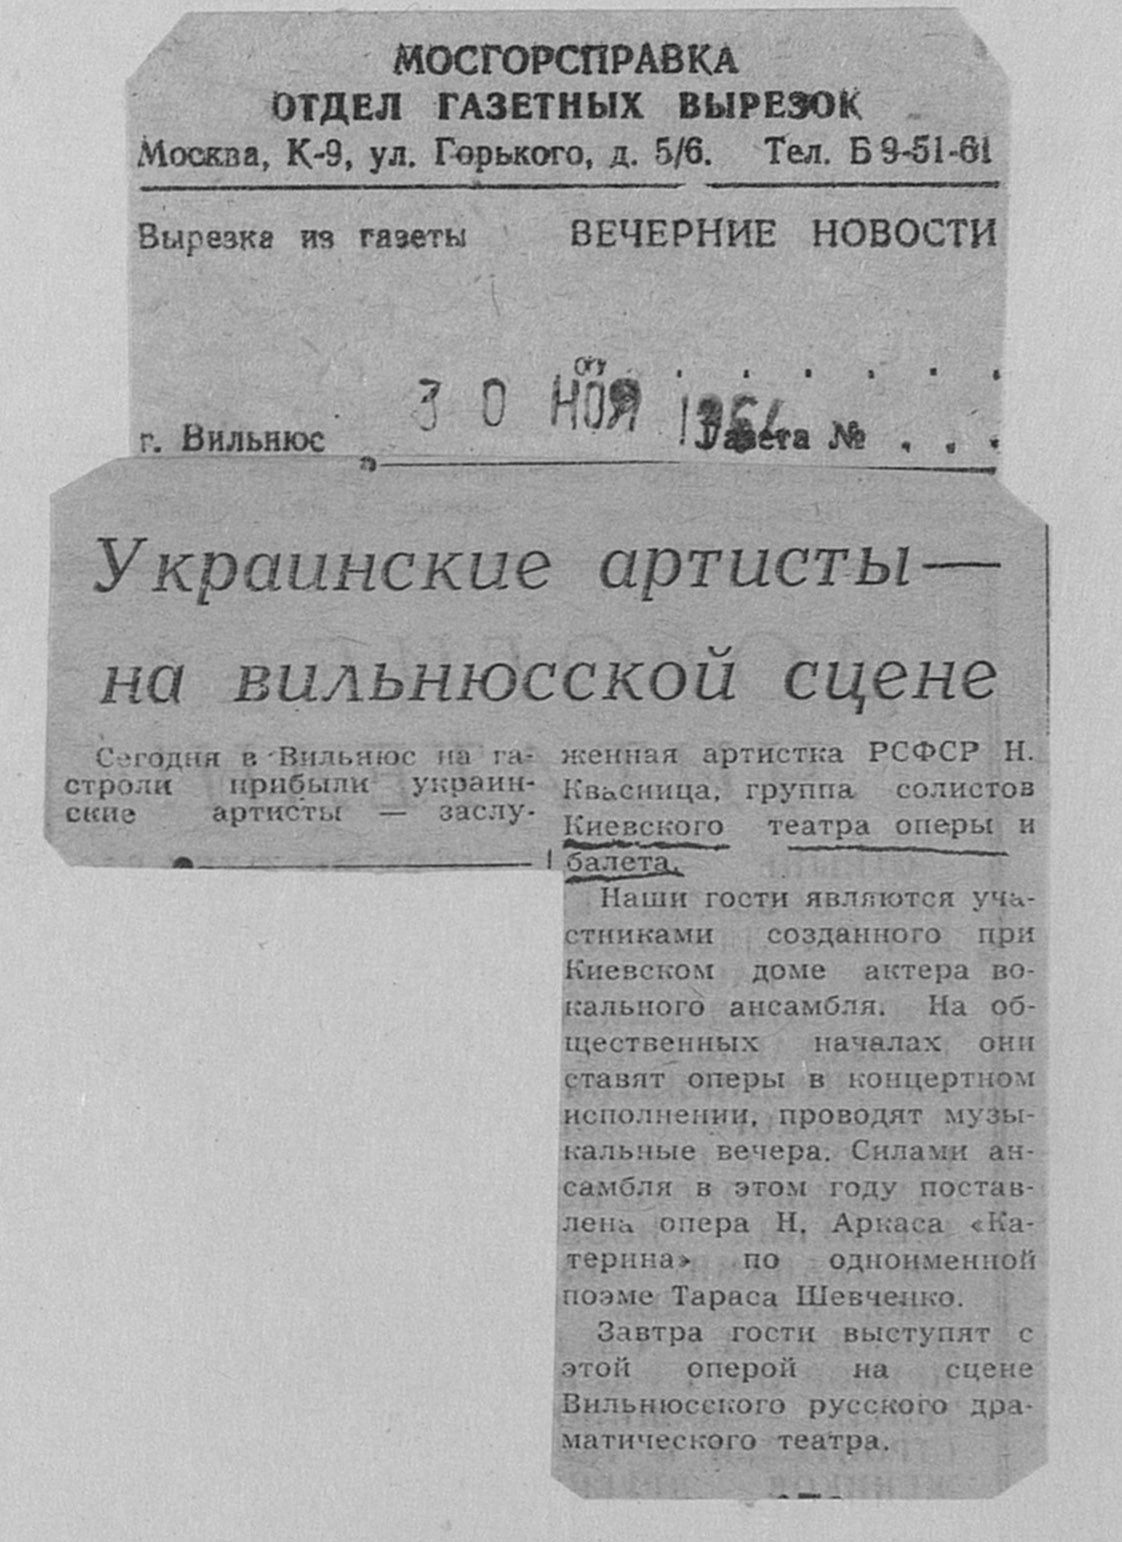 МОСГОРСПРАВКА
ОТДЕЛ ГАЗЕТНЫХ ВЫРЕЗОК
Москва, К-9, ул. Горького, д. 5/6. Тел. Б 9-51-61
Вырезка из газеты ВЕЧЕРНИЕ НОВОСТИ
от . . . . . .
30 НОЯ 1964
г. Вильнюс Газета № . . .
Украинские артисты —
на вильнюсской сцене
Сегодня в Вильнюс на га-
строли прибыли украин-
ские артисты — заслу-
женная артистка РСФСР Н.
Квасница, группа солистов
Киевского театра оперы и
балета.
Наши гости являются уча-
стниками созданного при
Киевском доме актера во-
кального ансамбля. На об-
щественных началах они
ставят оперы в концертном
исполнении, проводят музы-
кальные вечера. Силами ан-
самбля в этом году постав-
лена опера Н. Аркаса «Ка-
терина» по одноименной
поэме Тараса Шевченко.
Завтра гости выступят с
этой оперой на сцене
Вильнюсского русского дра-
матического театра.